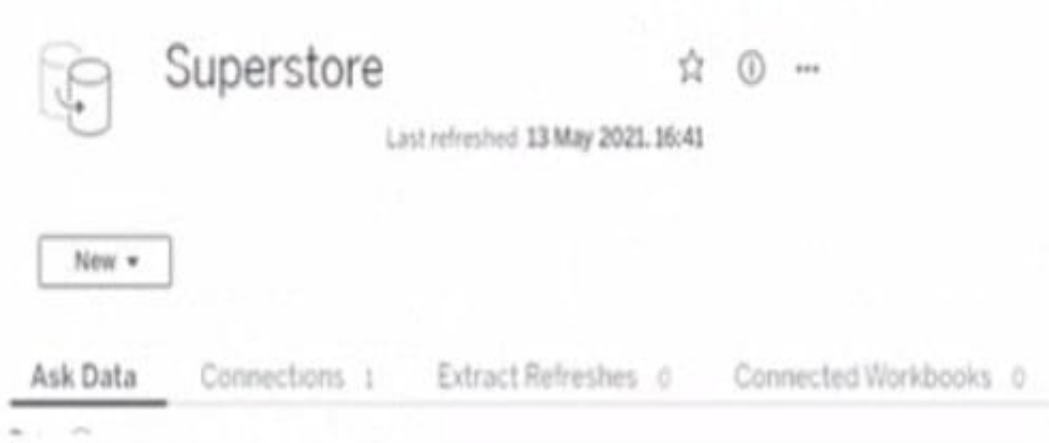 Superstore
Last refreshed 13 May 2021, 16:41
New
Ask Data Connections 1 Extract Refreshes 0 Connected Workbooks 0